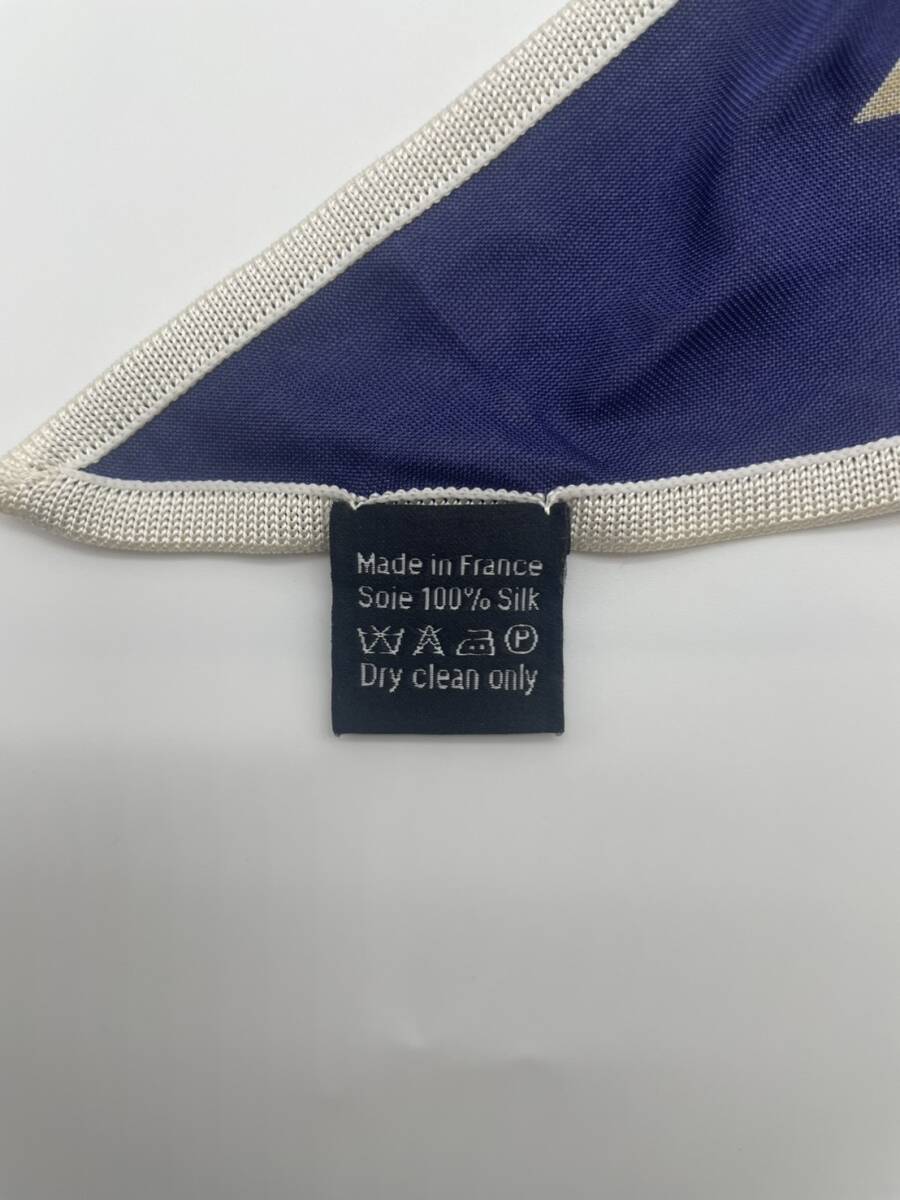 Made in France
Soie 100% Silk
P
Dry clean only